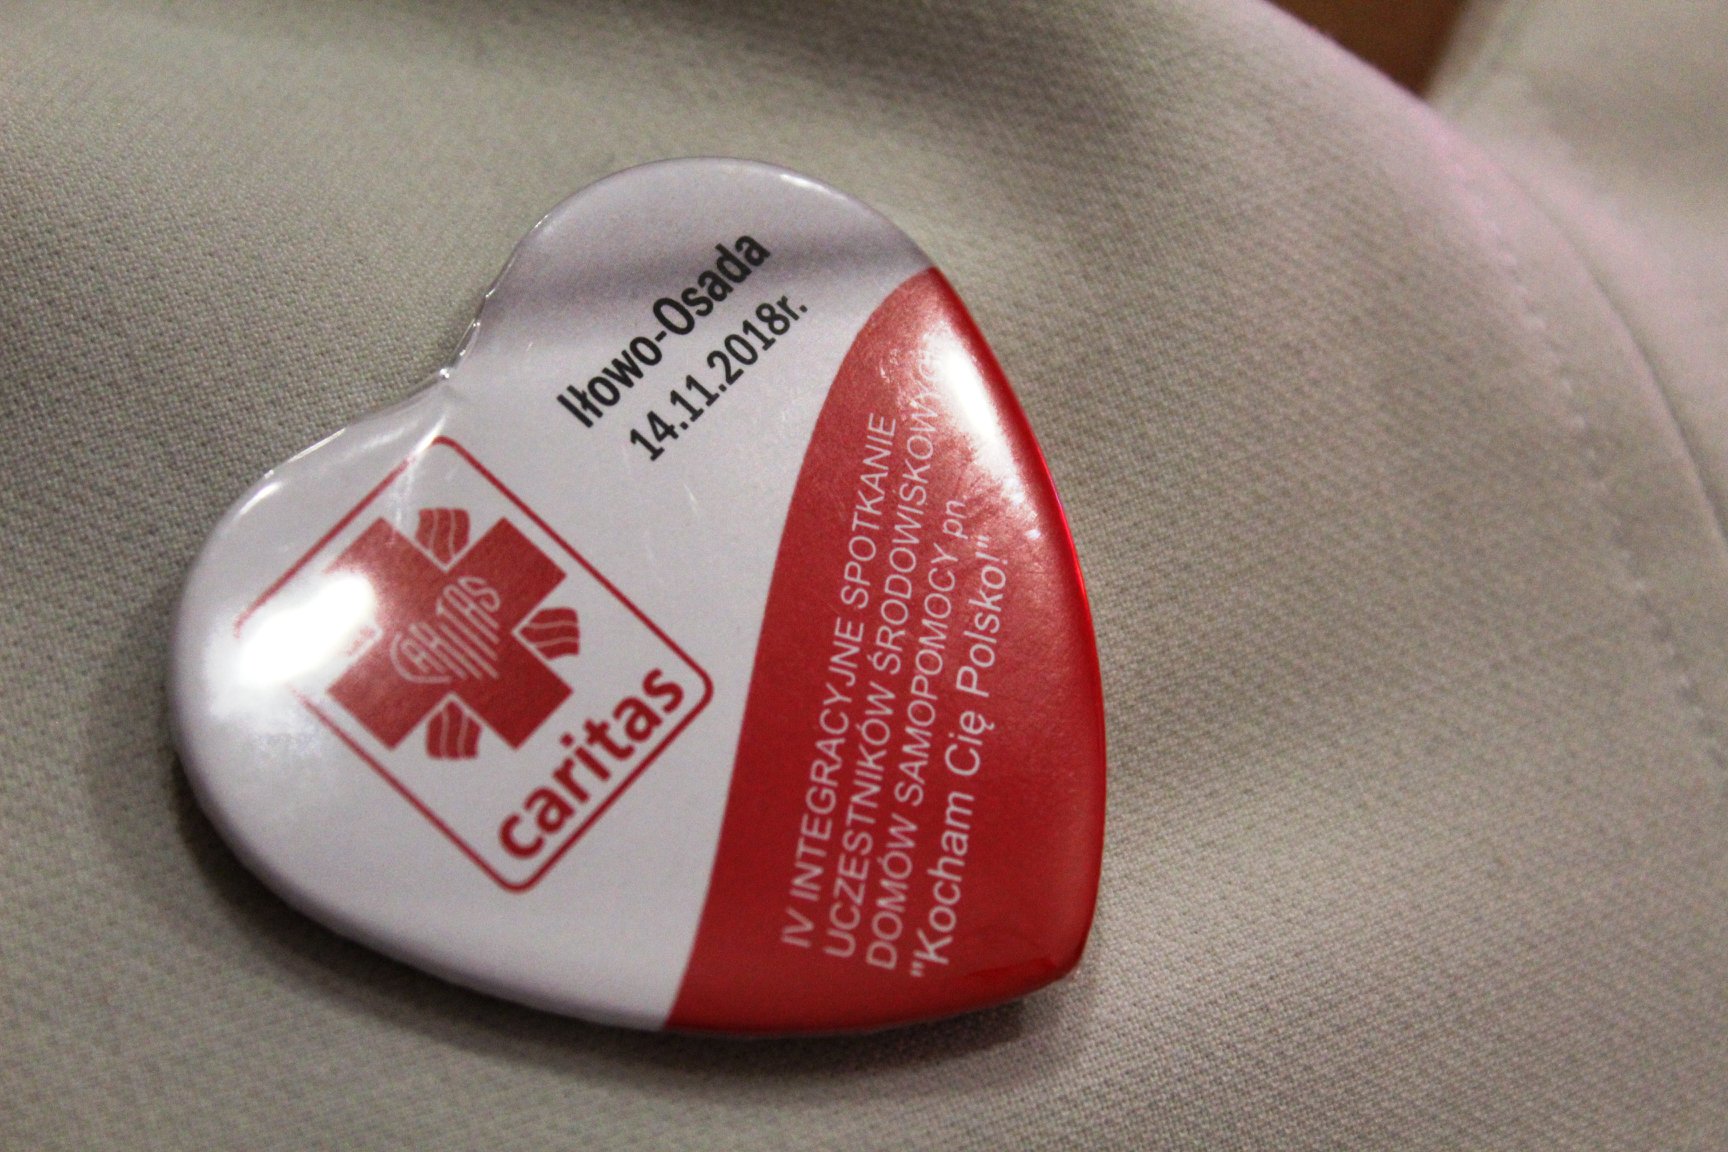 Iłowo-Osada
14.11.2018r.
CARITAS
caritas
IV INTEGRACYJNE SPOTKANIE
UCZESTNIKÓW ŚRODOWISKOWYCH
DOMÓW SAMOPOMOCY pn
"Kocham Cię Polsko!"